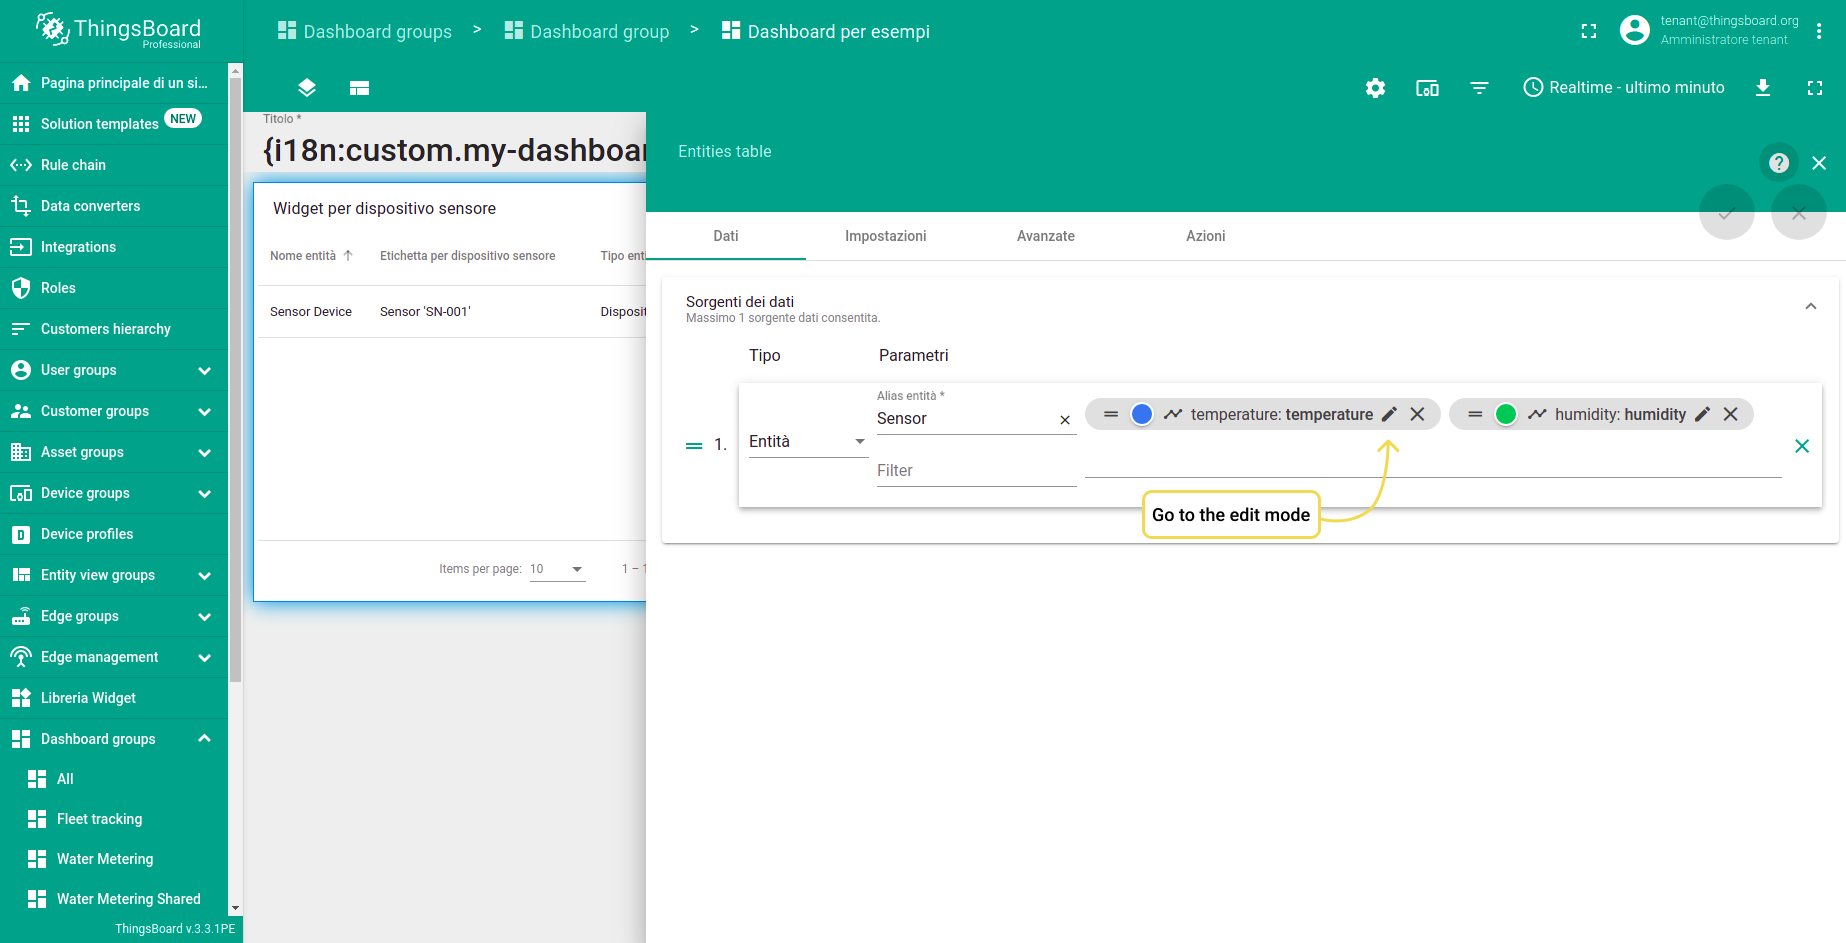 ThingsBoard
Professional
Dashboard groups > Dashboard group > Dashboard per esempi
tenant@thingsboard.org
Amministratore tenant
Realtime - ultimo minuto
Pagina principale di un si...
Solution templates NEW
Rule chain
Data converters
Integrations
Roles
Customers hierarchy
User groups
Customer groups
Asset groups
Device groups
Device profiles
Entity view groups
Edge groups
Edge management
Libreria Widget
Dashboard groups
All
Fleet tracking
Water Metering
Water Metering Shared
ThingsBoard v.3.3.1PE
Titolo *
{i18n:custom.my-dashboar
Widget per dispositivo sensore
Nome entità Etichetta per dispositivo sensore Tipo enti
Sensor Device Sensor 'SN-001' Disposit
Items per page: 10 1 – 1
Entities table
?
Dati Impostazioni Avanzate Azioni
Sorgenti dei dati
Massimo 1 sorgente dati consentita.
Tipo Parametri
1.
Entità
Alias entità *
Sensor
Filter
temperature: temperature
humidity: humidity
Go to the edit mode